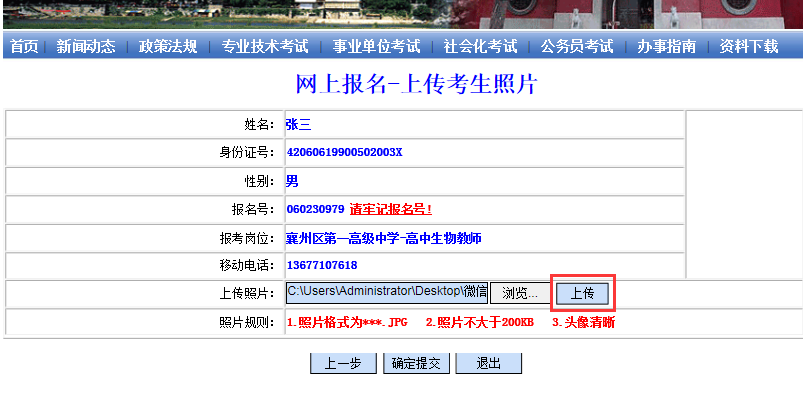 首页 | 新闻动态 | 政策法规 | 专业技术考试 | 事业单位考试 | 社会化考试 | 公务员考试 | 办事指南 | 资料下载
网上报名-上传考生照片
姓名： 张三
身份证号： 42060619900502003X
性别： 男
报名号： 060230979 请牢记报名号!
报考岗位： 襄州区第一高级中学-高中生物教师
移动电话： 13677107618
上传照片： C:\Users\Administrator\Desktop\微信 浏览... 上传
照片规则： 1.照片格式为***.JPG 2.照片不大于200KB 3.头像清晰
上一步 确定提交 退出